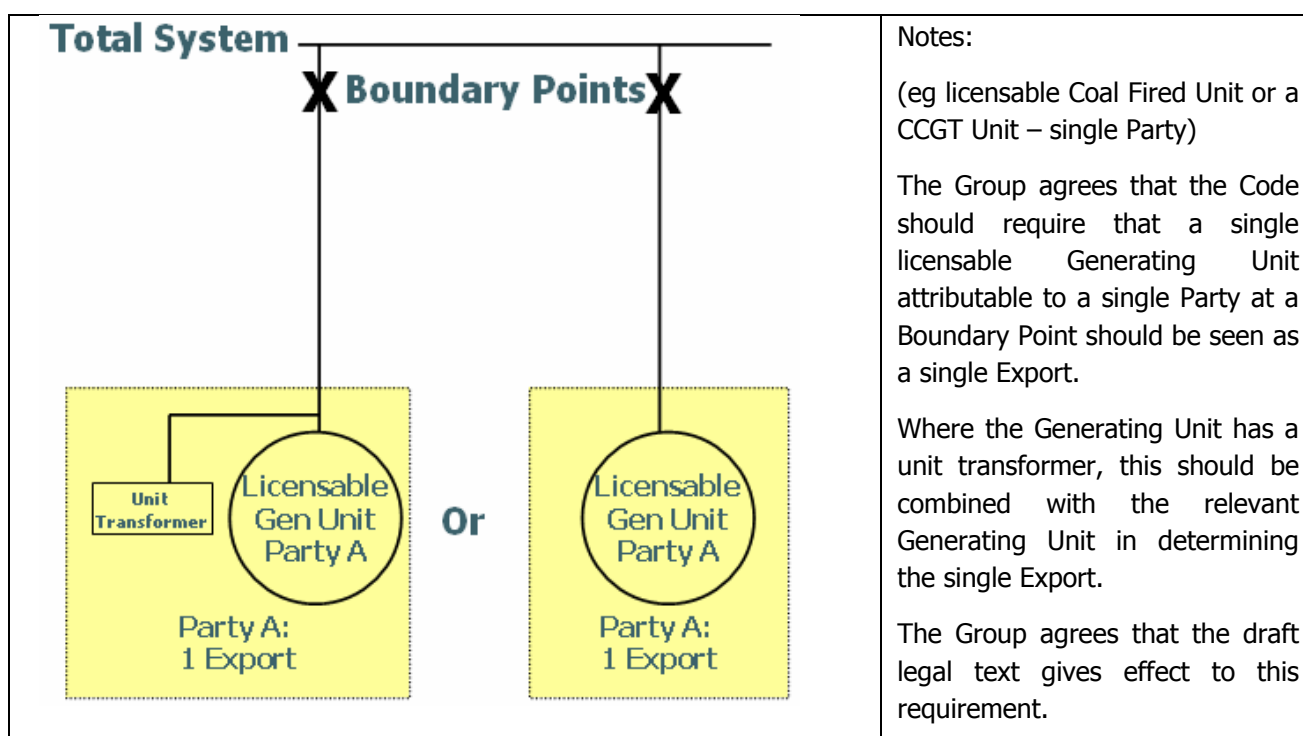 Total System
X Boundary Points X
Unit
Transformer
Licensable
Gen Unit
Party A
Party A:
1 Export
Or
Licensable
Gen Unit
Party A
Party A:
1 Export
Notes:
(eg licensable Coal Fired Unit or a
CCGT Unit – single Party)
The Group agrees that the Code
should require that a single
licensable Generating Unit
attributable to a single Party at a
Boundary Point should be seen as
a single Export.
Where the Generating Unit has a
unit transformer, this should be
combined with the relevant
Generating Unit in determining
the single Export.
The Group agrees that the draft
legal text gives effect to this
requirement.